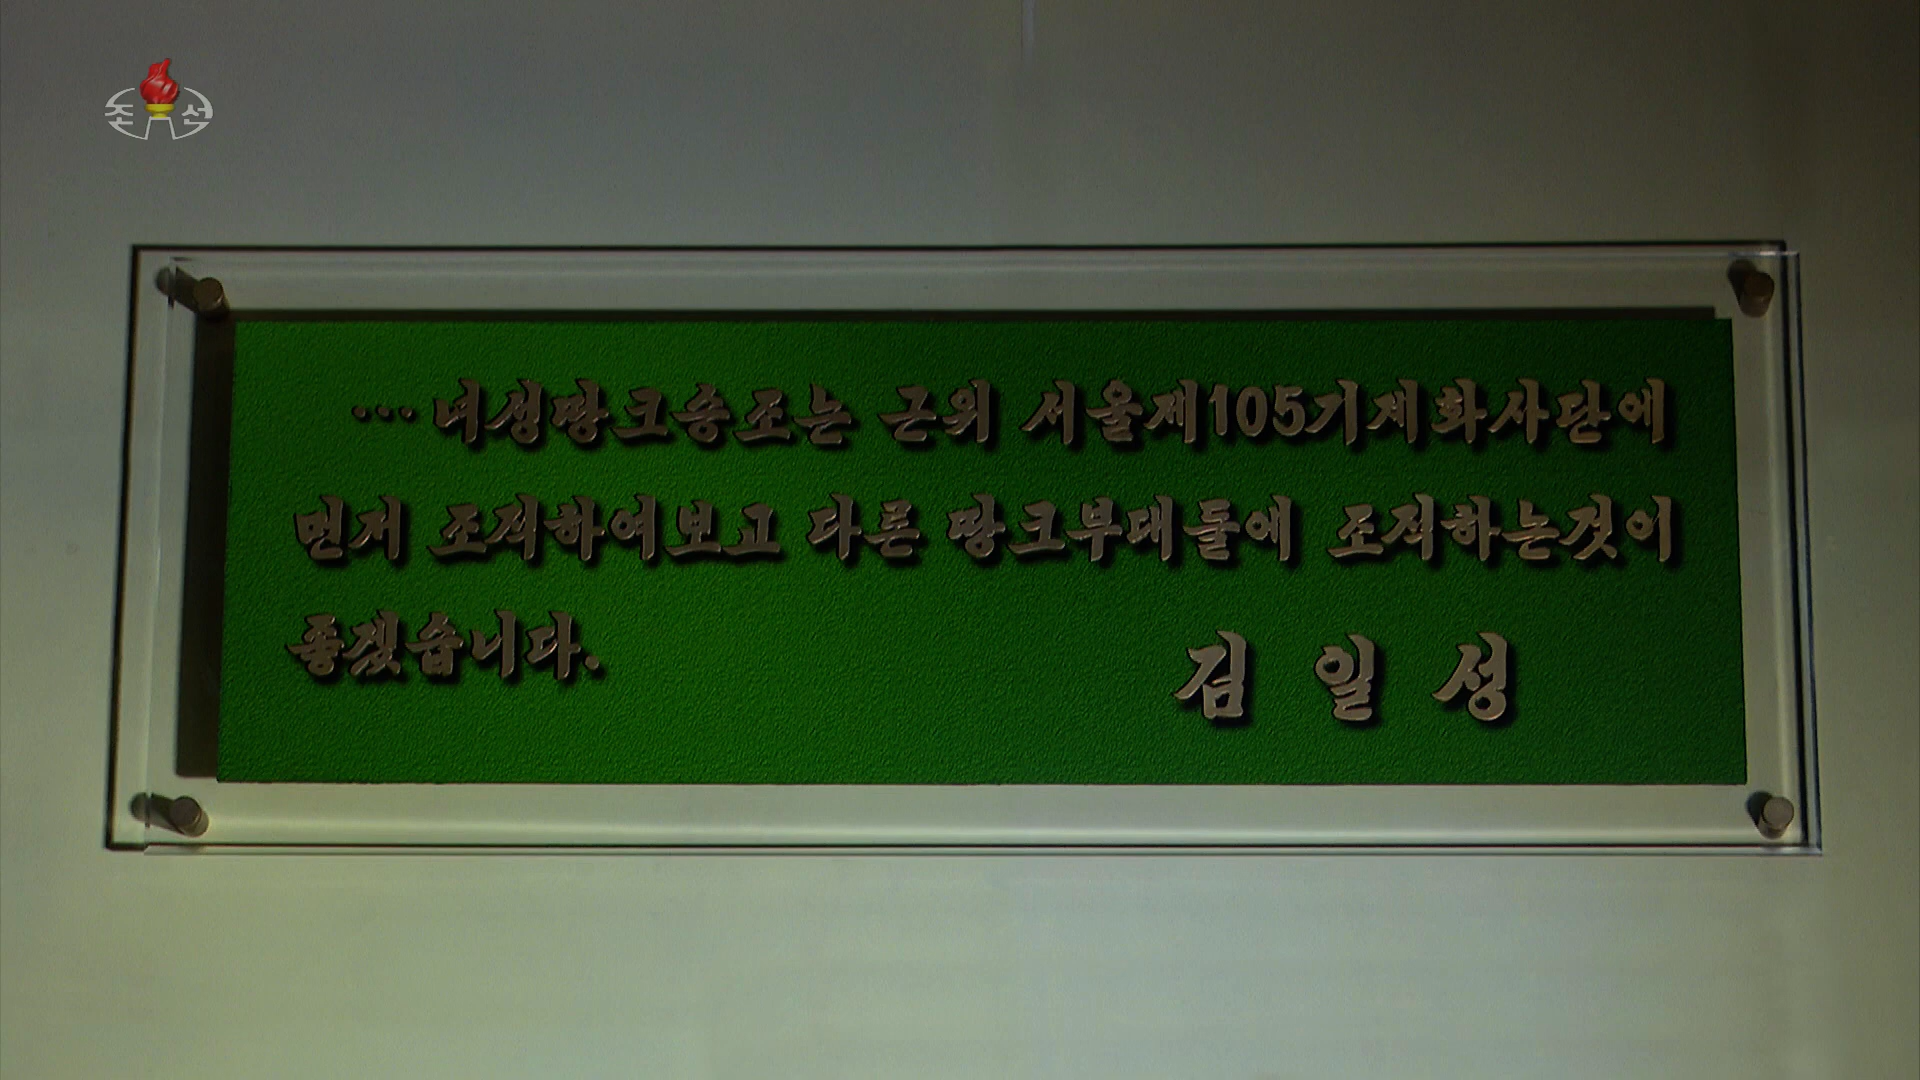 조선
…녀성땅크승조는 근위 서울제105기계화사단에
먼저 조직하여보고 다른 땅크부대들에 조직하는것이
좋겠습니다.
김일성